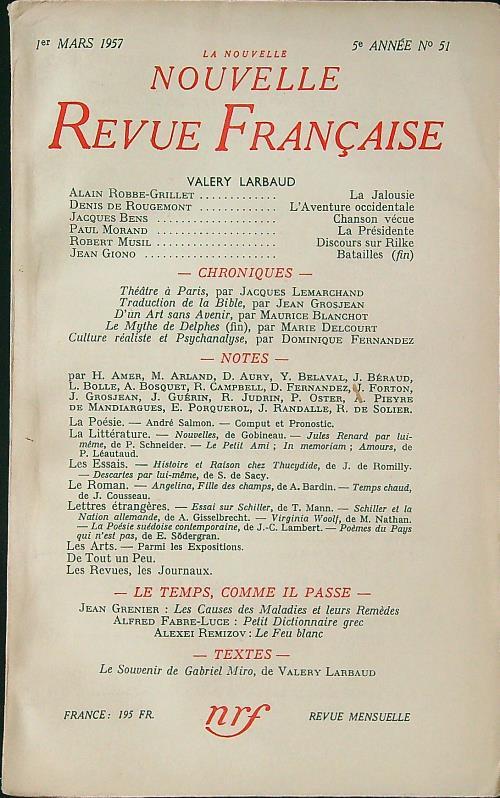 1er MARS 1957 5e ANNÉE No 51
LA NOUVELLE
NOUVELLE
REVUE FRANÇAISE
VALERY LARBAUD
ALAIN ROBBE-GRILLET ............ La Jalousie
DENIS DE ROUGEMONT ............ L'Aventure occidentale
JACQUES BENS .................. Chanson vécue
PAUL MORAND .................. La Présidente
ROBERT MUSIL .................. Discours sur Rilke
JEAN GIONO .................. Batailles (fin)
— CHRONIQUES —
Théâtre à Paris, par JACQUES LEMARCHAND
Traduction de la Bible, par JEAN GROSJEAN
D'un Art sans Avenir, par MAURICE BLANCHOT
Le Mythe de Delphes (fin), par MARIE DELCOURT
Culture réaliste et Psychanalyse, par DOMINIQUE FERNANDEZ
— NOTES —
par H. AMER, M. ARLAND, D. AURY, Y. BELAVAL, J. BÉRAUD,
L. BOLLE, A. BOSQUET, R. CAMPBELL, D. FERNANDEZ, J. FORTON,
J. GROSJEAN, J. GUÉRIN, R. JUDRIN, P. OSTER, A. PIEYRE
DE MANDIARGUES, E. PORQUEROL, J. RANDALLE, R. DE SOLIER.
La Poésie. — André Salmon. — Comput et Pronostic.
La Littérature. — Nouvelles, de Gobineau. — Jules Renard par lui-
même, de P. Schneider. — Le Petit Ami ; In memoriam ; Amours, de
P. Léautaud.
Les Essais. — Histoire et Raison chez Thucydide, de J. de Romilly.
— Descartes par lui-même, de S. de Sacy.
Le Roman. — Angelina, Fille des champs, de A. Bardin. — Temps chaud,
de J. Cousseau.
Lettres étrangères. — Essai sur Schiller, de T. Mann. — Schiller et la
Nation allemande, de A. Gisselbrecht. — Virginia Woolf, de M. Nathan.
— La Poésie suédoise contemporaine, de J.-C. Lambert. — Poèmes du Pays
qui n'est pas, de E. Södergran.
Les Arts. — Parmi les Expositions.
De Tout un Peu.
Les Revues, les Journaux.
— LE TEMPS, COMME IL PASSE —
JEAN GRENIER : Les Causes des Maladies et leurs Remèdes
ALFRED FABRE-LUCE : Petit Dictionnaire grec
ALEXEI REMIZOV : Le Feu blanc
— TEXTES —
Le Souvenir de Gabriel Miro, de VALERY LARBAUD
FRANCE : 195 FR. nrf REVUE MENSUELLE